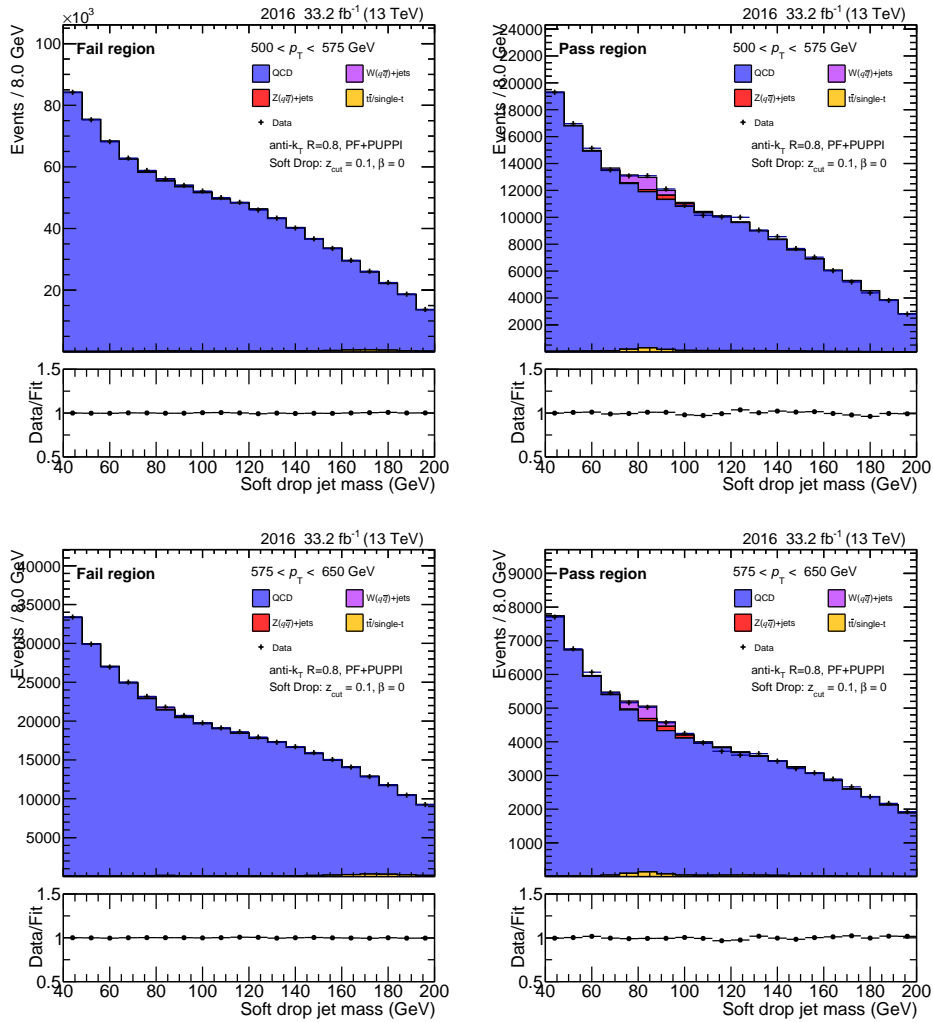 2016 33.2 fb-1 (13 TeV)
×10³
Events / 8.0 GeV
Fail region
500 < pT < 575 GeV
QCD
W(qq̅)+jets
Z(qq̅)+jets
tt̅/single-t
Data
anti-kT R=0.8, PF+PUPPI
Soft Drop: zcut = 0.1, β = 0
100
80
60
40
20
Data/Fit
1.5
1
0.5
40 60 80 100 120 140 160 180 200
Soft drop jet mass (GeV)
2016 33.2 fb-1 (13 TeV)
Events / 8.0 GeV
Pass region
500 < pT < 575 GeV
QCD
W(qq̅)+jets
Z(qq̅)+jets
tt̅/single-t
Data
anti-kT R=0.8, PF+PUPPI
Soft Drop: zcut = 0.1, β = 0
24000
22000
20000
18000
16000
14000
12000
10000
8000
6000
4000
2000
Data/Fit
1.5
1
0.5
40 60 80 100 120 140 160 180 200
Soft drop jet mass (GeV)
2016 33.2 fb-1 (13 TeV)
Events / 8.0 GeV
Fail region
575 < pT < 650 GeV
QCD
W(qq̅)+jets
Z(qq̅)+jets
tt̅/single-t
Data
anti-kT R=0.8, PF+PUPPI
Soft Drop: zcut = 0.1, β = 0
40000
35000
30000
25000
20000
15000
10000
5000
Data/Fit
1.5
1
0.5
40 60 80 100 120 140 160 180 200
Soft drop jet mass (GeV)
2016 33.2 fb-1 (13 TeV)
Events / 8.0 GeV
Pass region
575 < pT < 650 GeV
QCD
W(qq̅)+jets
Z(qq̅)+jets
tt̅/single-t
Data
anti-kT R=0.8, PF+PUPPI
Soft Drop: zcut = 0.1, β = 0
9000
8000
7000
6000
5000
4000
3000
2000
1000
Data/Fit
1.5
1
0.5
40 60 80 100 120 140 160 180 200
Soft drop jet mass (GeV)